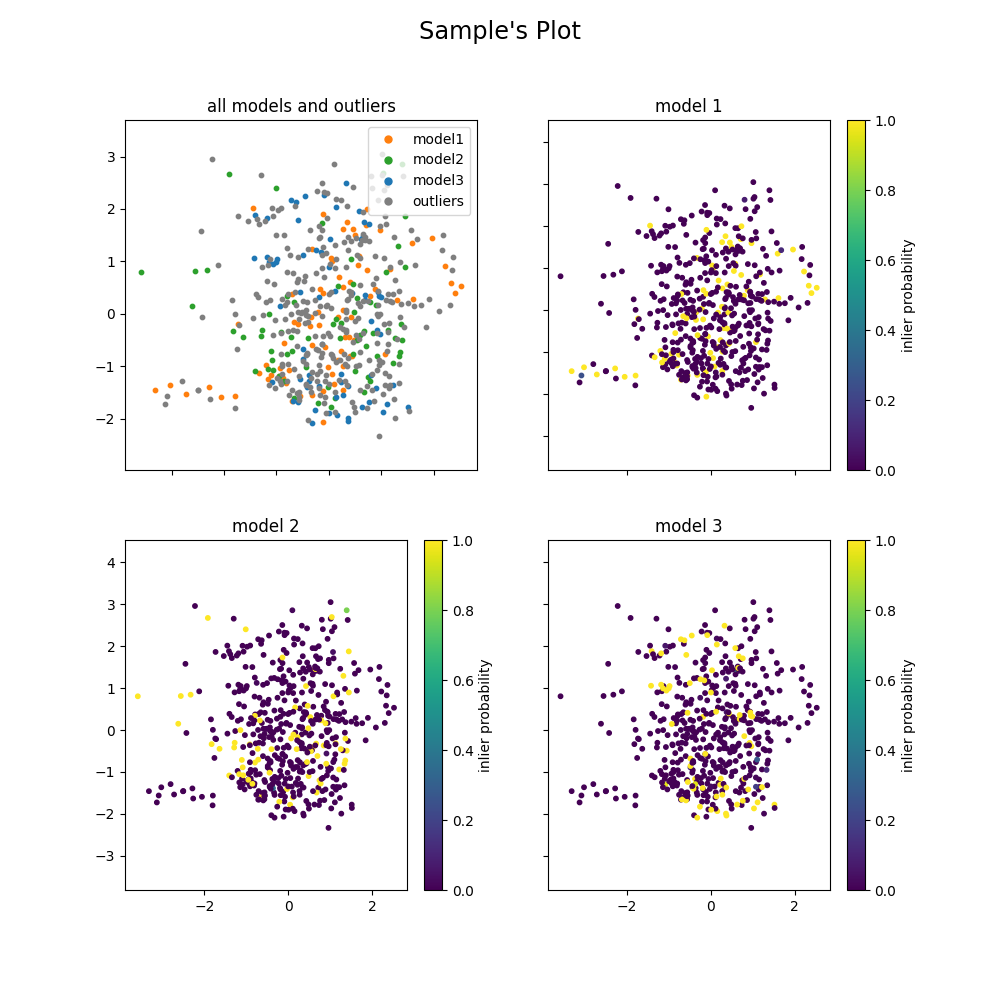 Sample's Plot
all models and outliers
model1
model2
model3
outliers
3
2
1
0
−1
−2
model 1
1.0
0.8
0.6
0.4
0.2
0.0
inlier probability
model 2
4
3
2
1
0
−1
−2
−3
−2 0 2
1.0
0.8
0.6
0.4
0.2
0.0
inlier probability
model 3
−2 0 2
1.0
0.8
0.6
0.4
0.2
0.0
inlier probability